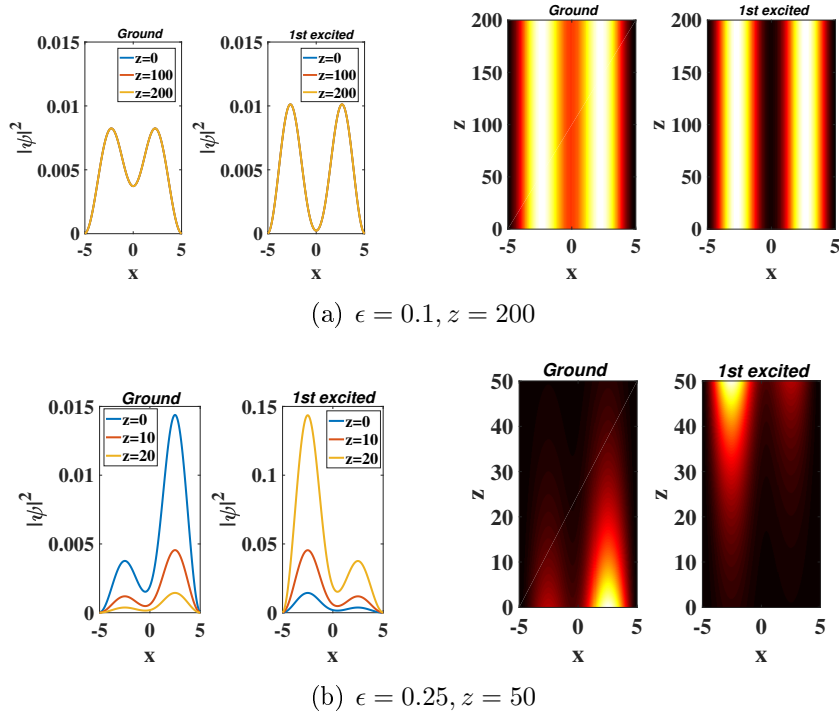 Ground
0.015
0.01
0.005
0
|ψ|²
-5 0 5
x
z=0
z=100
z=200
1st excited
0.015
0.01
0.005
0
|ψ|²
-5 0 5
x
z=0
z=100
z=200
Ground
200
150
100
50
0
z
-5 0 5
x
1st excited
200
150
100
50
0
z
-5 0 5
x
(a) ϵ = 0.1, z = 200
Ground
0.015
0.01
0.005
0
|ψ|²
-5 0 5
x
z=0
z=10
z=20
1st excited
0.15
0.1
0.05
0
|ψ|²
-5 0 5
x
z=0
z=10
z=20
Ground
50
40
30
20
10
0
z
-5 0 5
x
1st excited
50
40
30
20
10
0
z
-5 0 5
x
(b) ϵ = 0.25, z = 50